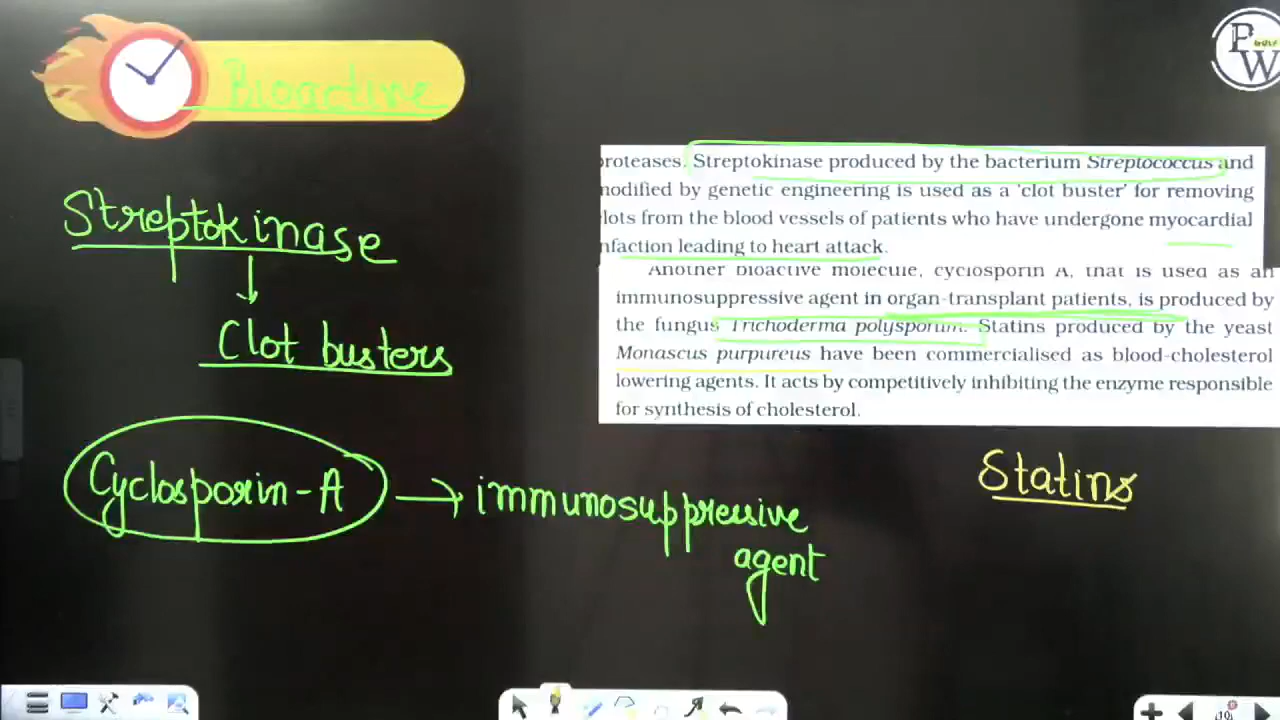 Bioactive
PW
Streptokinase
Clot busters
Cyclosporin-A → immunosuppressive
agent
proteases. Streptokinase produced by the bacterium Streptococcus and
modified by genetic engineering is used as a 'clot buster' for removing
lots from the blood vessels of patients who have undergone myocardial
nfaction leading to heart attack.
Another bioactive molecule, cyclosporin A, that is used as an
immunosuppressive agent in organ-transplant patients, is produced by
the fungus Trichoderma polysporum. Statins produced by the yeast
Monascus purpureus have been commercialised as blood-cholesterol
lowering agents. It acts by competitively inhibiting the enzyme responsible
for synthesis of cholesterol.
Statins